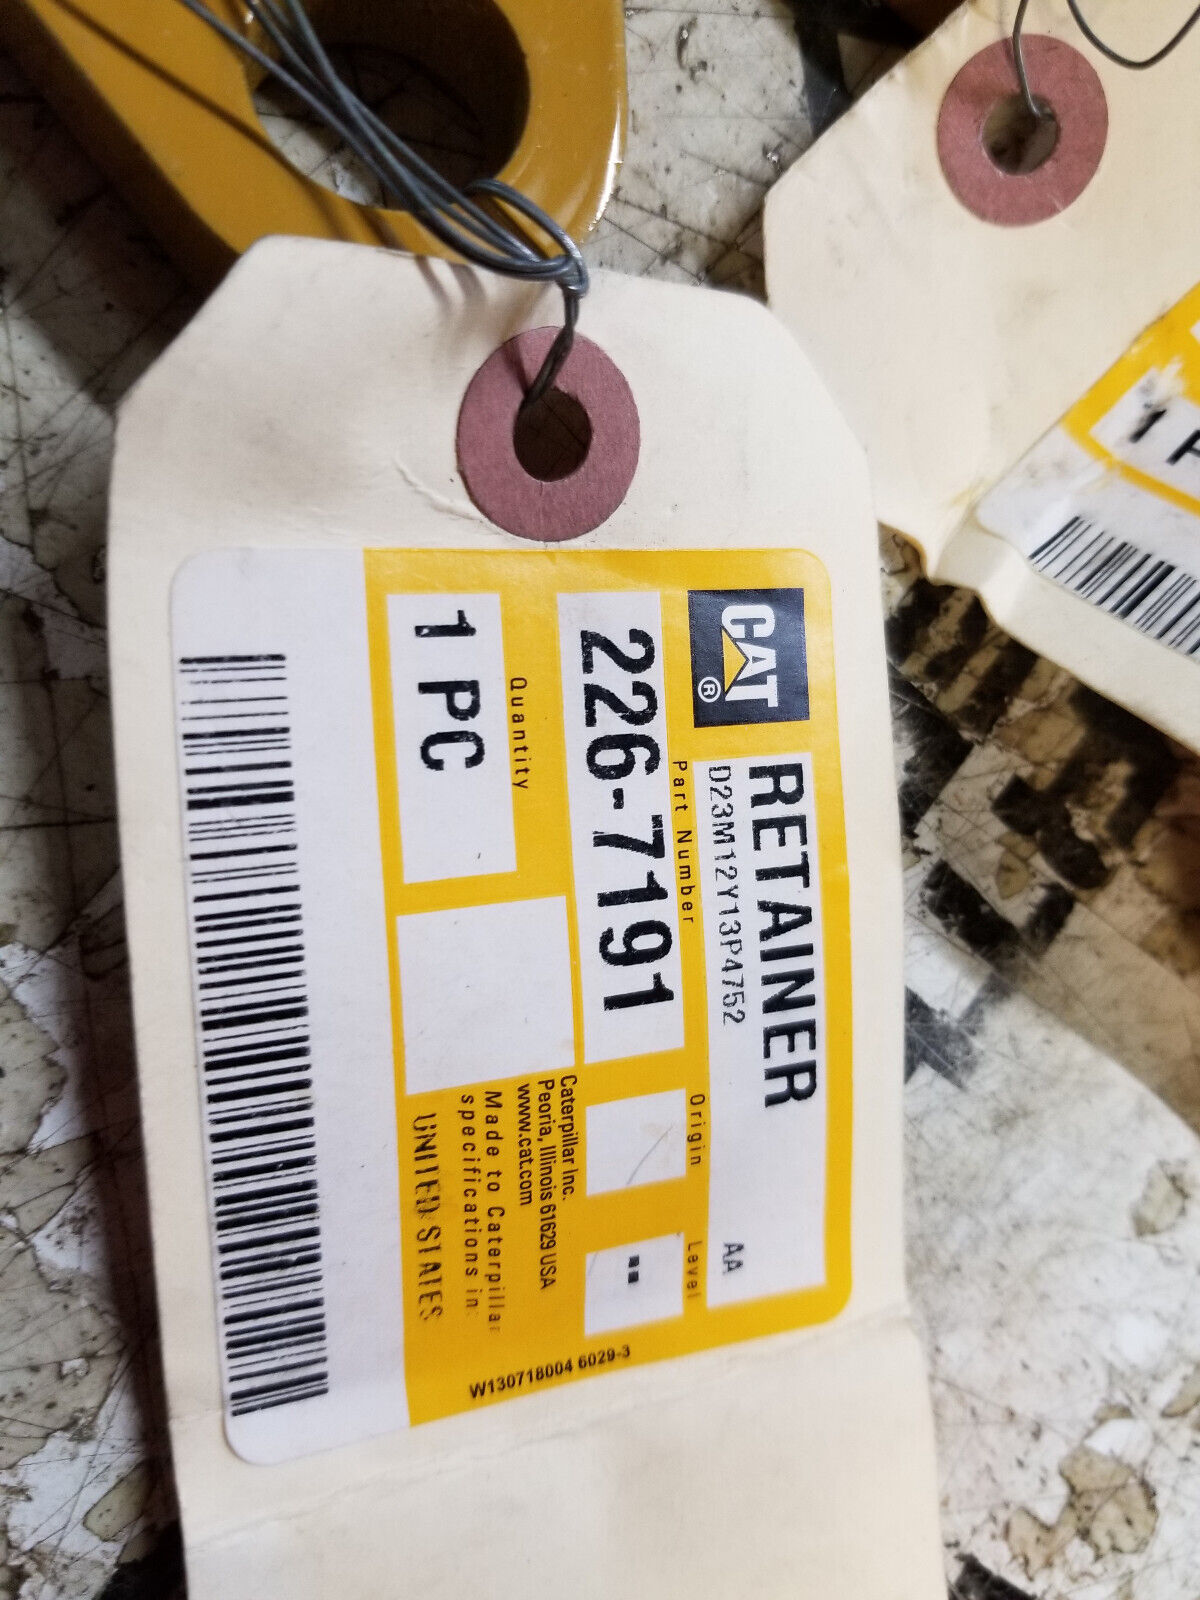 CAT®
RETAINER
D23M12Y13P4752 AA
Part Number
Origin
Level
226-7191
--
Quantity
1 PC
Caterpillar Inc.
Peoria, Illinois 61629 USA
www.cat.com
Made to Caterpillar
specifications in:
UNITED STATES
W130718004 6029-3
1 P